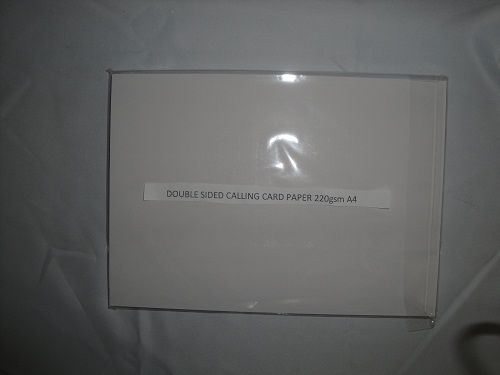 DOUBLE SIDED CALLING CARD PAPER 220gsm A4